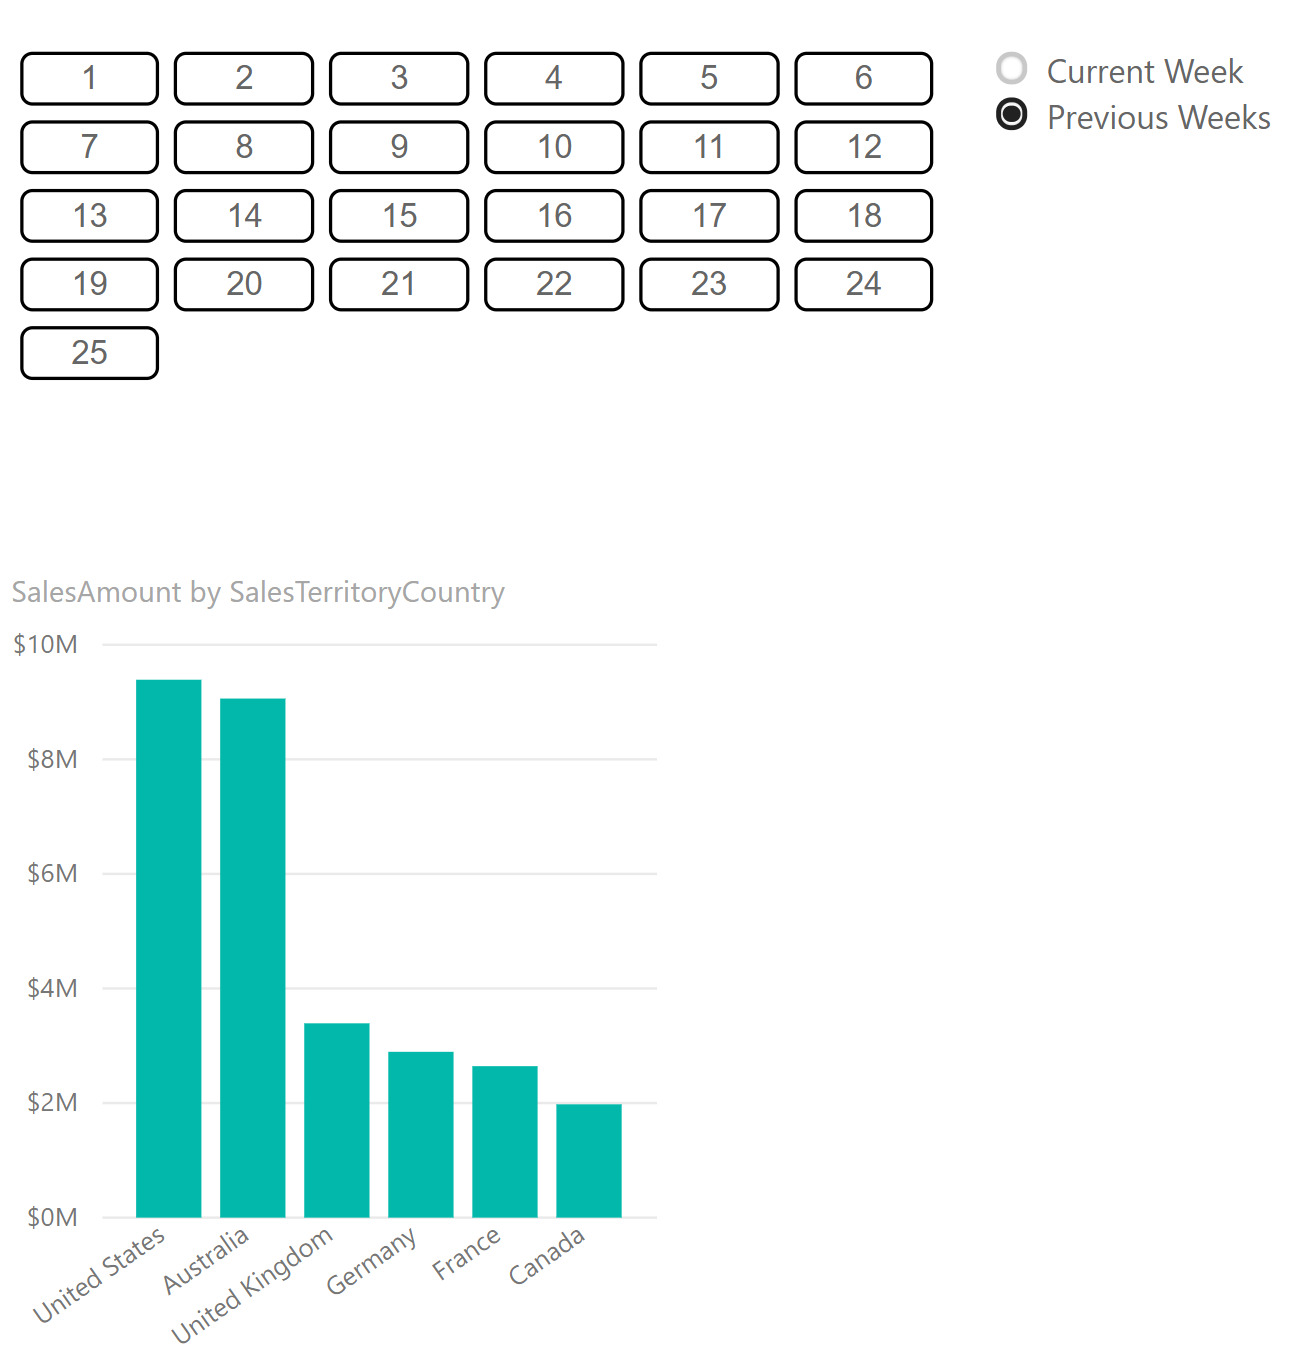 1 2 3 4 5 6
7 8 9 10 11 12
13 14 15 16 17 18
19 20 21 22 23 24
25
Current Week
Previous Weeks
SalesAmount by SalesTerritoryCountry
$10M
$8M
$6M
$4M
$2M
$0M
United States
Australia
United Kingdom
Germany
France
Canada